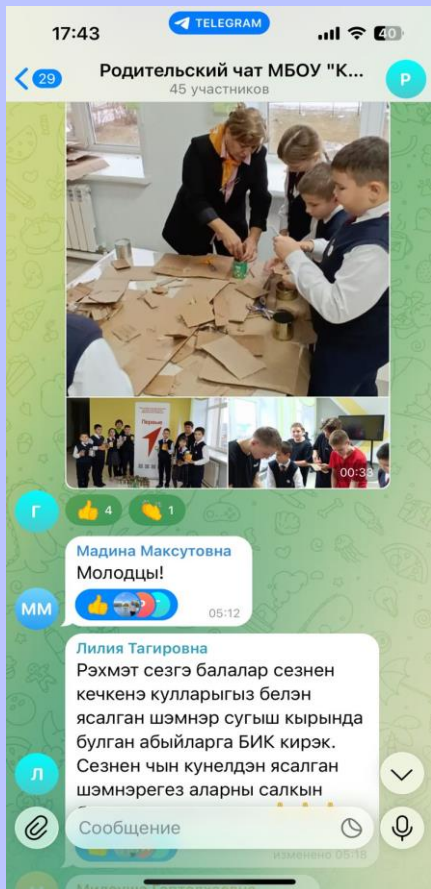 17:43
TELEGRAM
40
29
Родительский чат МБОУ "К...
45 участников
Р
Первые
00:33
Г
4
1
Мадина Максутовна
Молодцы!
ММ
05:12
Лилия Тагировна
Рэхмэт сезгэ балалар сезнен
кечкенэ кулларыгыз белэн
ясалган шэмнэр сугыш кырында
булган абыйларга БИК кирэк.
Сезнен чын кунелдэн ясалган
шэмнэрегез аларны салкын
Л
Сообщение
изменено 05:18